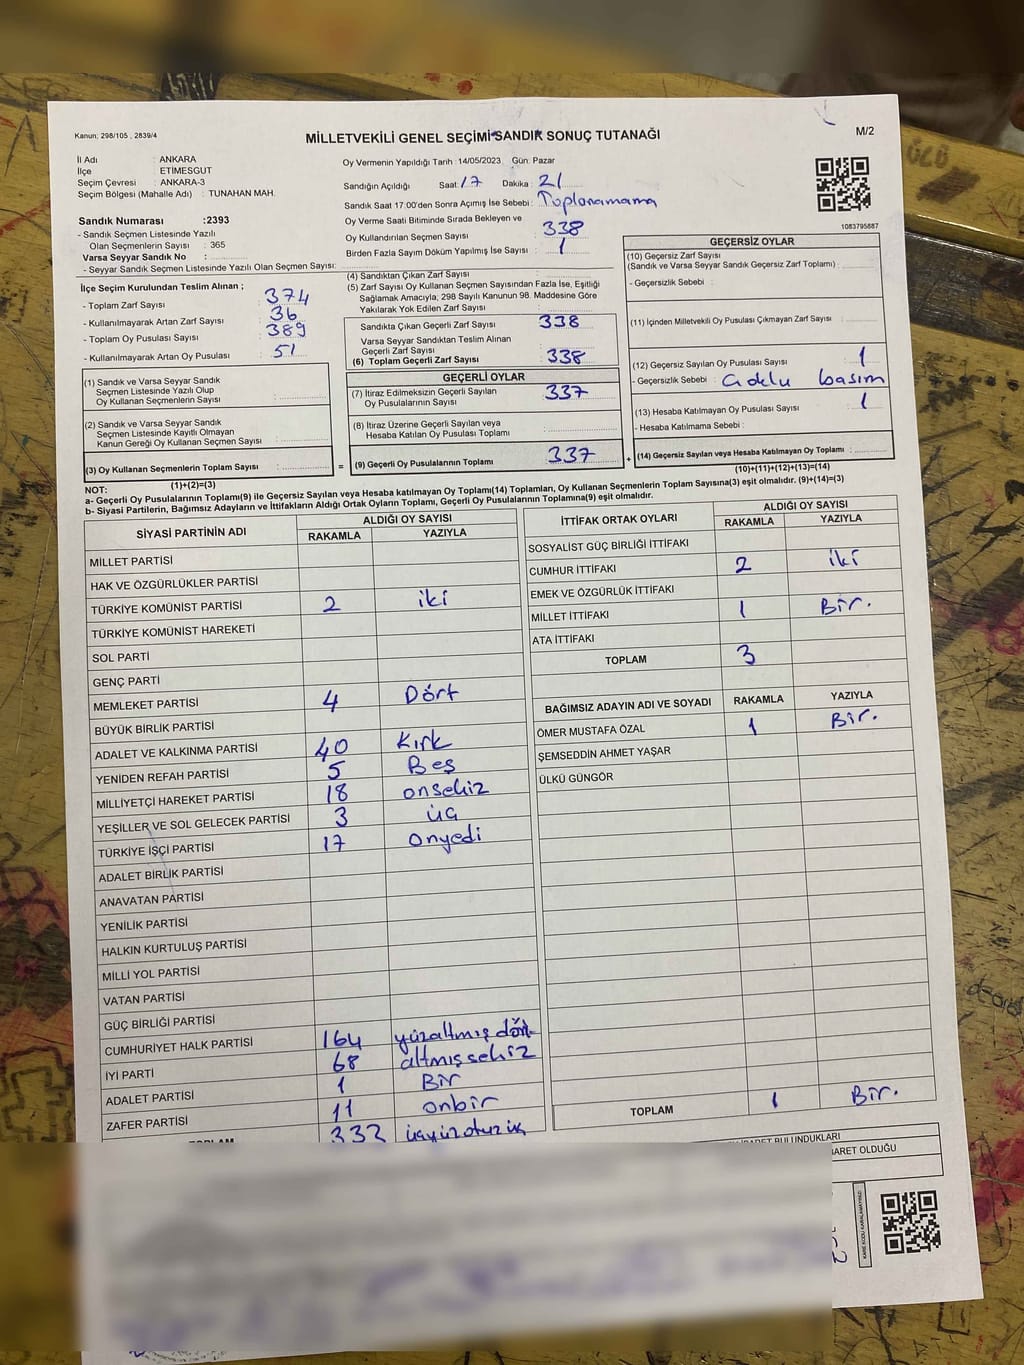 Kanun; 298/105 , 2839/4
MİLLETVEKİLİ GENEL SEÇİMİ SANDIK SONUÇ TUTANAĞI
M/2
İl Adı : ANKARA
İlçe : ETİMESGUT
Seçim Çevresi : ANKARA-3
Seçim Bölgesi (Mahalle Adı) : TUNAHAN MAH.
Sandık Numarası :2393
- Sandık Seçmen Listesinde Yazılı
Olan Seçmenlerin Sayısı : 365
Varsa Seyyar Sandık No :
- Seyyar Sandık Seçmen Listesinde Yazılı Olan Seçmen Sayısı:
Oy Vermenin Yapıldığı Tarih : 14/05/2023 Gün: Pazar
Sandığın Açıldığı Saat: 17 Dakika : 21
Sandık Saat 17:00'den Sonra Açımış İse Sebebi : Toplanamama
Oy Verme Saati Bitiminde Sırada Bekleyen ve
Oy Kullandırılan Seçmen Sayısı 338
Birden Fazla Sayım Döküm Yapılmış İse Sayısı : 1
1083795887
İlçe Seçim Kurulundan Teslim Alınan ;
- Toplam Zarf Sayısı : 374
- Kullanılmayarak Artan Zarf Sayısı : 36
- Toplam Oy Pusulası Sayısı : 389
- Kullanılmayarak Artan Oy Pusulası : 51
(4) Sandıktan Çıkan Zarf Sayısı :
(5) Zarf Sayısı Oy Kullanan Seçmen Sayısından Fazla İse, Eşitliği
Sağlamak Amacıyla, 298 Sayılı Kanunun 98. Maddesine Göre
Yakılarak Yok Edilen Zarf Sayısı :
Sandıkta Çıkan Geçerli Zarf Sayısı : 338
Varsa Seyyar Sandıktan Teslim Alınan
Geçerli Zarf Sayısı :
(6) Toplam Geçerli Zarf Sayısı : 338
GEÇERSİZ OYLAR
(10) Geçersiz Zarf Sayısı
(Sandık ve Varsa Seyyar Sandık Geçersiz Zarf Toplamı) :
- Geçersizlik Sebebi :
(11) İçinden Milletvekili Oy Pusulası Çıkmayan Zarf Sayısı :
(12) Geçersiz Sayılan Oy Pusulası Sayısı : 1
- Geçersizlik Sebebi : basım
(13) Hesaba Katılmayan Oy Pusulası Sayısı : 1
- Hesaba Katılmama Sebebi :
(14) Geçersiz Sayılan veya Hesaba Katılmayan Oy Toplamı :
(10)+(11)+(12)+(13)=(14)
(1) Sandık ve Varsa Seyyar Sandık
Seçmen Listesinde Yazılı Olup
Oy Kullanan Seçmenlerin Sayısı :
(2) Sandık ve Varsa Seyyar Sandık
Seçmen Listesinde Kayıtlı Olmayan
Kanun Gereği Oy Kullanan Seçmen Sayısı :
(3) Oy Kullanan Seçmenlerin Toplam Sayısı :
(1)+(2)=(3)
GEÇERLİ OYLAR
(7) İtiraz Edilmeksizin Geçerli Sayılan
Oy Pusulalarının Sayısı : 337
(8) İtiraz Üzerine Geçerli Sayılan veya
Hesaba Katılan Oy Pusulası Toplamı :
= (9) Geçerli Oy Pusulalarının Toplamı : 337 +
NOT:
a- Geçerli Oy Pusulalarının Toplamı(9) ile Geçersiz Sayılan veya Hesaba katılmayan Oy Toplamı(14) Toplamları, Oy Kullanan Seçmenlerin Toplam Sayısına(3) eşit olmalıdır. (9)+(14)=(3)
b- Siyasi Partilerin, Bağımsız Adayların ve İttifakların Aldığı Ortak Oyların Toplamı, Geçerli Oy Pusulalarının Toplamına(9) eşit olmalıdır.
SİYASİ PARTİNİN ADI ALDIĞI OY SAYISI
RAKAMLA YAZIYLA
MİLLET PARTİSİ
HAK VE ÖZGÜRLÜKLER PARTİSİ
TÜRKİYE KOMÜNİST PARTİSİ 2 iki
TÜRKİYE KOMÜNİST HAREKETİ
SOL PARTİ
GENÇ PARTİ
MEMLEKET PARTİSİ 4 Dört
BÜYÜK BİRLİK PARTİSİ
ADALET VE KALKINMA PARTİSİ 40 Kırk
YENİDEN REFAH PARTİSİ 5 Beş
MİLLİYETÇİ HAREKET PARTİSİ 18 onsekiz
YEŞİLLER VE SOL GELECEK PARTİSİ 3 üç
TÜRKİYE İŞÇİ PARTİSİ 17 onyedi
ADALET BİRLİK PARTİSİ
ANAVATAN PARTİSİ
YENİLİK PARTİSİ
HALKIN KURTULUŞ PARTİSİ
MİLLİ YOL PARTİSİ
VATAN PARTİSİ
GÜÇ BİRLİĞİ PARTİSİ
CUMHURİYET HALK PARTİSİ 164 yüzaltmış dört
İYİ PARTİ 68 altmışsekiz
ADALET PARTİSİ 1 Bir
ZAFER PARTİSİ 11 onbir
333 üçyüzotuzüç
İTTİFAK ORTAK OYLARI ALDIĞI OY SAYISI
RAKAMLA YAZIYLA
SOSYALİST GÜÇ BİRLİĞİ İTTİFAKI
CUMHUR İTTİFAKI 2 iki
EMEK VE ÖZGÜRLÜK İTTİFAKI
MİLLET İTTİFAKI 1 Bir.
ATA İTTİFAKI
TOPLAM 3
BAĞIMSIZ ADAYIN ADI VE SOYADI RAKAMLA YAZIYLA
ÖMER MUSTAFA ÖZAL 1 Bir.
ŞEMSEDDİN AHMET YAŞAR
ÜLKÜ GÜNGÖR
TOPLAM 1 Bir.
BULUNDUKLARI
OLDUĞU